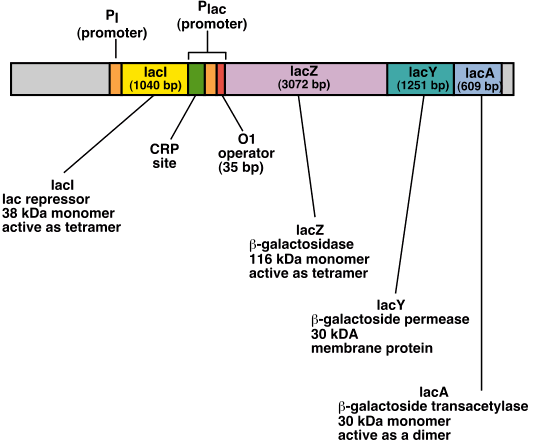 PI
(promoter)
Plac
(promoter)
lacI
(1040 bp)
lacZ
(3072 bp)
lacY
(1251 bp)
lacA
(609 bp)
CRP
site
O1
operator
(35 bp)
lacI
lac repressor
38 kDa monomer
active as tetramer
lacZ
β-galactosidase
116 kDa monomer
active as tetramer
lacY
β-galactoside permease
30 kDA
membrane protein
lacA
β-galactoside transacetylase
30 kDa monomer
active as a dimer